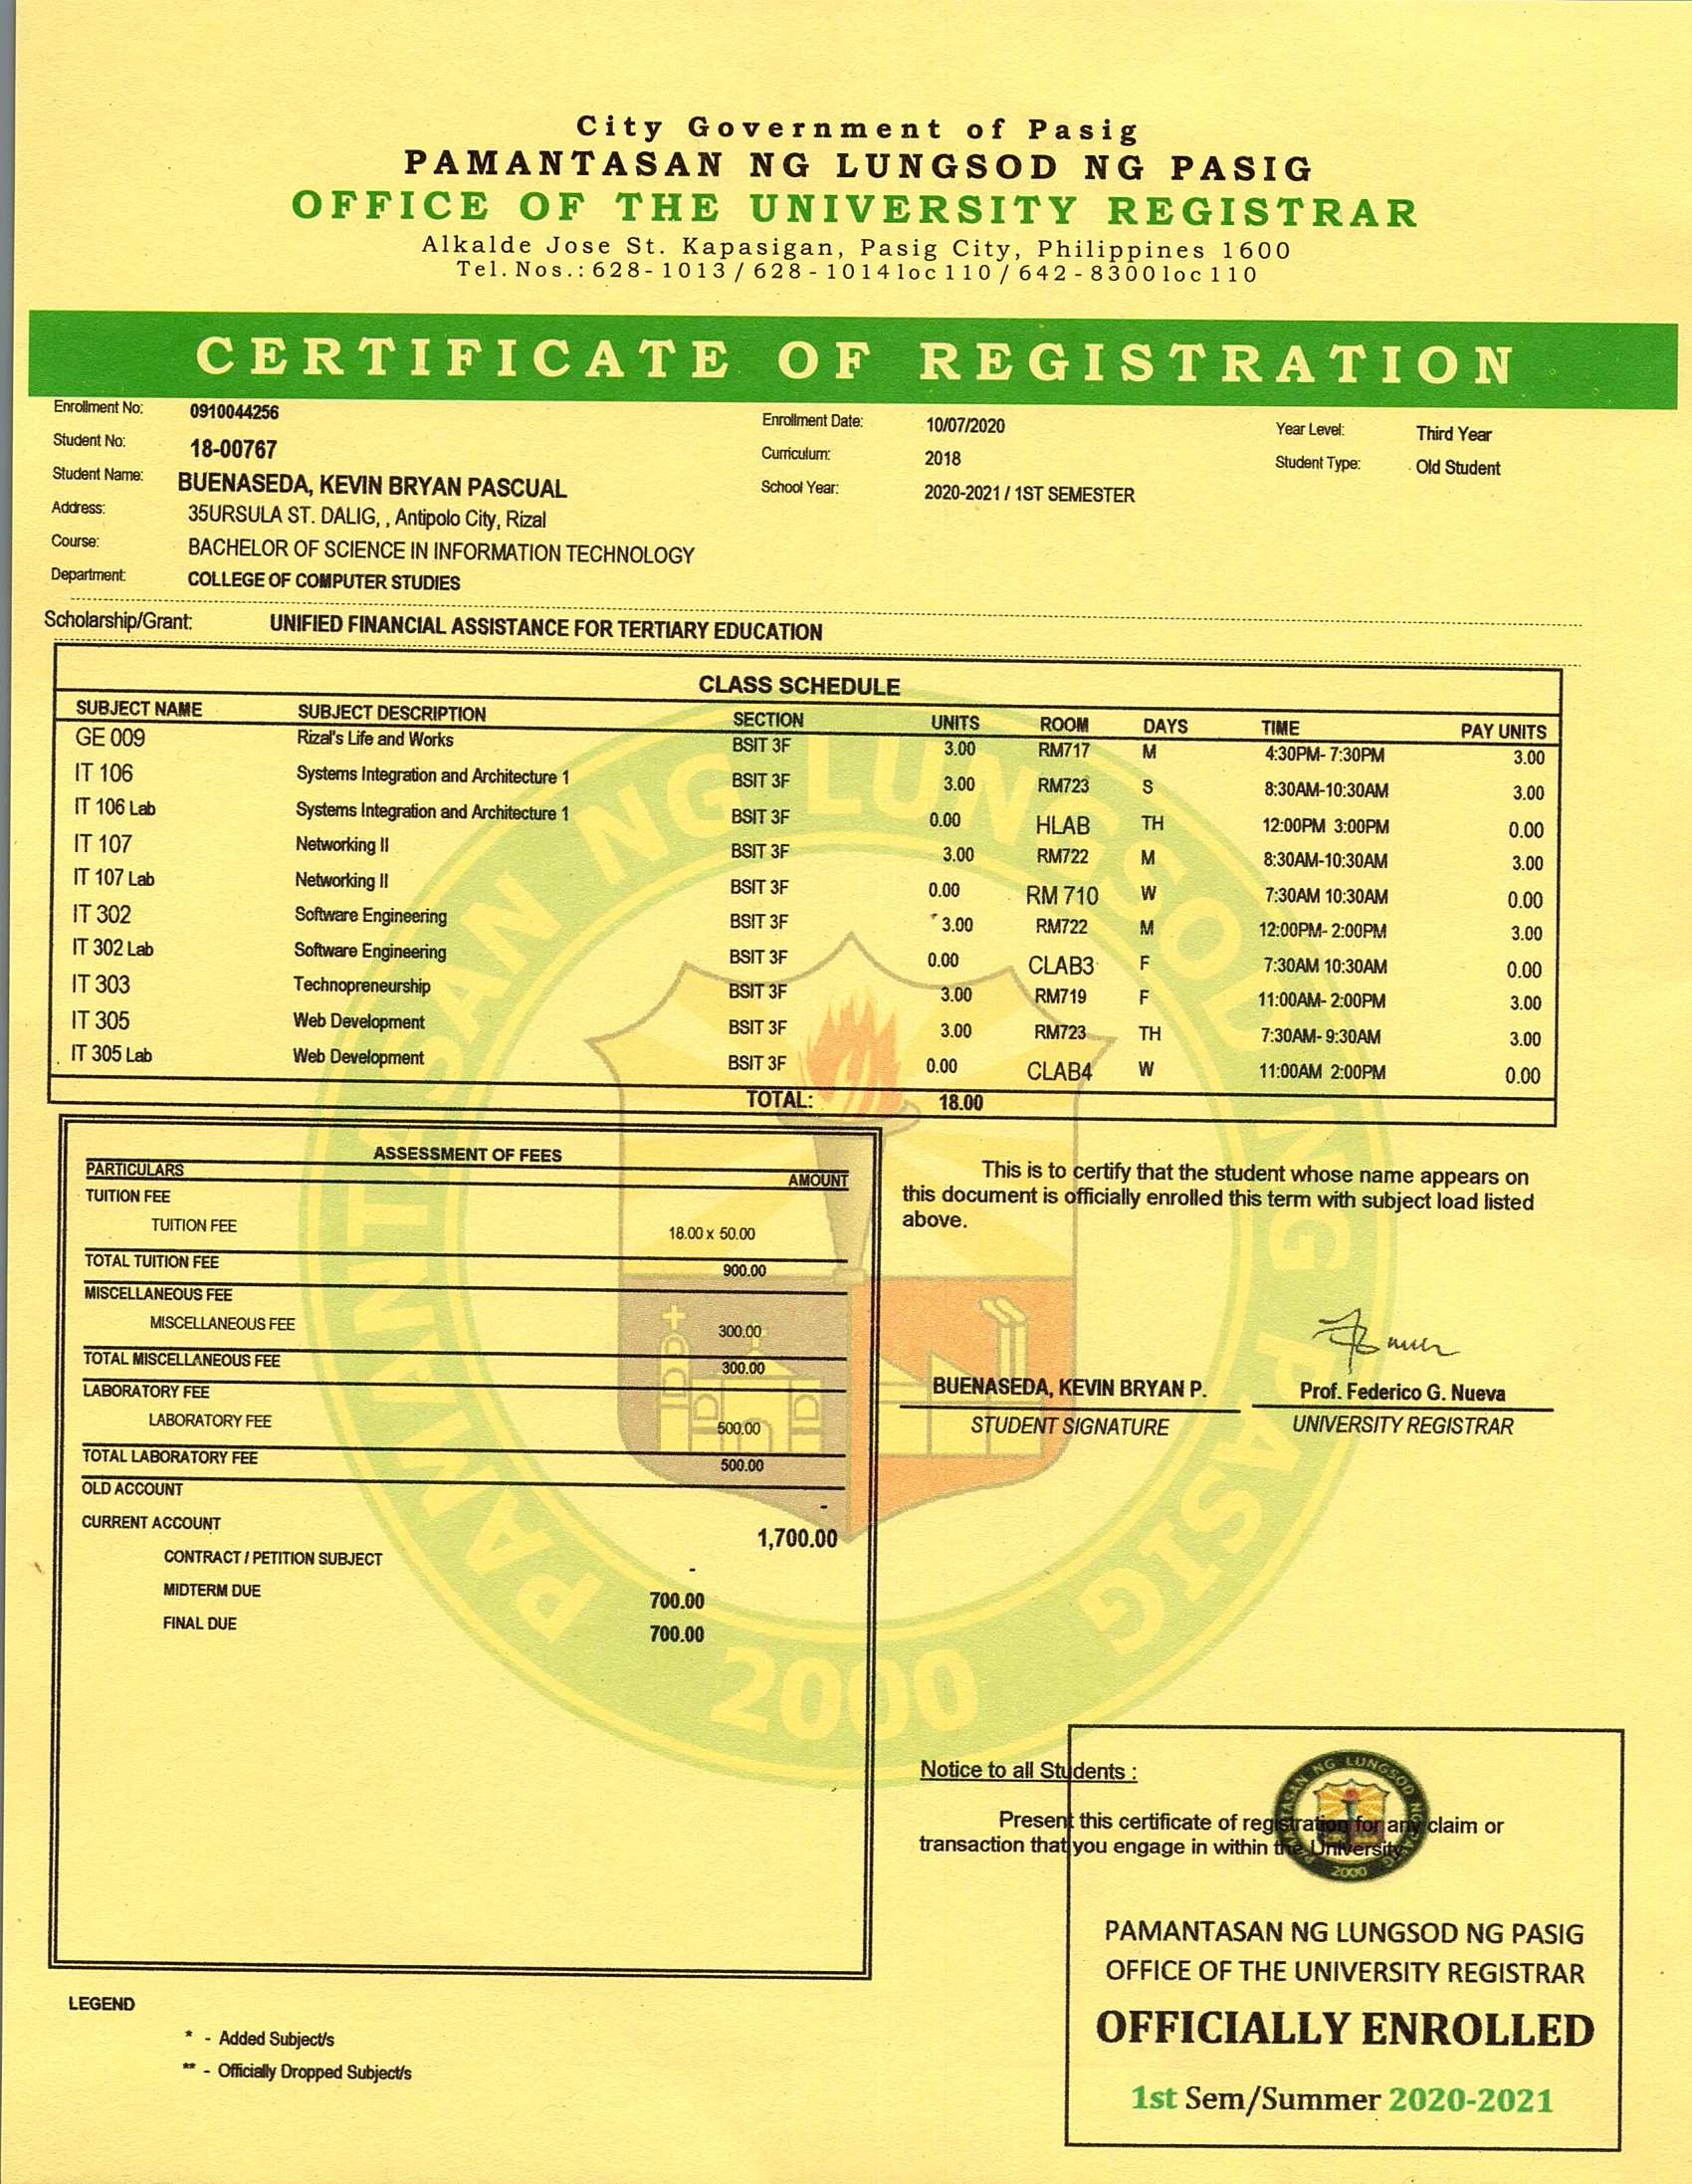 City Government of Pasig
PAMANTASAN NG LUNGSOD NG PASIG
OFFICE OF THE UNIVERSITY REGISTRAR
Alkalde Jose St. Kapasigan, Pasig City, Philippines 1600
Tel. Nos.: 628-1013 / 628-1014 loc 110 / 642-8300 loc 110
CERTIFICATE OF REGISTRATION
Enrollment No: 0910044256 Enrollment Date: 10/07/2020 Year Level: Third Year
Student No: 18-00767 Curriculum: 2018 Student Type: Old Student
Student Name: BUENASEDA, KEVIN BRYAN PASCUAL School Year: 2020-2021 / 1ST SEMESTER
Address: 35URSULA ST. DALIG, , Antipolo City, Rizal
Course: BACHELOR OF SCIENCE IN INFORMATION TECHNOLOGY
Department: COLLEGE OF COMPUTER STUDIES
Scholarship/Grant: UNIFIED FINANCIAL ASSISTANCE FOR TERTIARY EDUCATION
CLASS SCHEDULE
SUBJECT NAME SUBJECT DESCRIPTION SECTION UNITS ROOM DAYS TIME PAY UNITS
GE 009 Rizal's Life and Works BSIT 3F 3.00 RM717 M 4:30PM- 7:30PM 3.00
IT 106 Systems Integration and Architecture 1 BSIT 3F 3.00 RM723 S 8:30AM-10:30AM 3.00
IT 106 Lab Systems Integration and Architecture 1 BSIT 3F 0.00 HLAB TH 12:00PM 3:00PM 0.00
IT 107 Networking II BSIT 3F 3.00 RM722 M 8:30AM-10:30AM 3.00
IT 107 Lab Networking II BSIT 3F 0.00 RM 710 W 7:30AM 10:30AM 0.00
IT 302 Software Engineering BSIT 3F 3.00 RM722 M 12:00PM- 2:00PM 3.00
IT 302 Lab Software Engineering BSIT 3F 0.00 CLAB3 F 7:30AM 10:30AM 0.00
IT 303 Technopreneurship BSIT 3F 3.00 RM719 F 11:00AM- 2:00PM 3.00
IT 305 Web Development BSIT 3F 3.00 RM723 TH 7:30AM- 9:30AM 3.00
IT 305 Lab Web Development BSIT 3F 0.00 CLAB4 W 11:00AM 2:00PM 0.00
TOTAL: 18.00
ASSESSMENT OF FEES
PARTICULARS AMOUNT
TUITION FEE
TUITION FEE 18.00 x 50.00
TOTAL TUITION FEE 900.00
MISCELLANEOUS FEE
MISCELLANEOUS FEE 300.00
TOTAL MISCELLANEOUS FEE 300.00
LABORATORY FEE
LABORATORY FEE 500.00
TOTAL LABORATORY FEE 500.00
OLD ACCOUNT -
CURRENT ACCOUNT 1,700.00
CONTRACT / PETITION SUBJECT -
MIDTERM DUE 700.00
FINAL DUE 700.00
This is to certify that the student whose name appears on
this document is officially enrolled this term with subject load listed
above.
BUENASEDA, KEVIN BRYAN P. Prof. Federico G. Nueva
STUDENT SIGNATURE UNIVERSITY REGISTRAR
PAMANTASAN NG LUNGSOD NG PASIG
2000
Notice to all Students :
Present this certificate of registration for any claim or
transaction that you engage in within the University
PAMANTASAN NG LUNGSOD NG PASIG
2000
PAMANTASAN NG LUNGSOD NG PASIG
OFFICE OF THE UNIVERSITY REGISTRAR
OFFICIALLY ENROLLED
1st Sem/Summer 2020-2021
LEGEND
* - Added Subject/s
** - Officially Dropped Subject/s